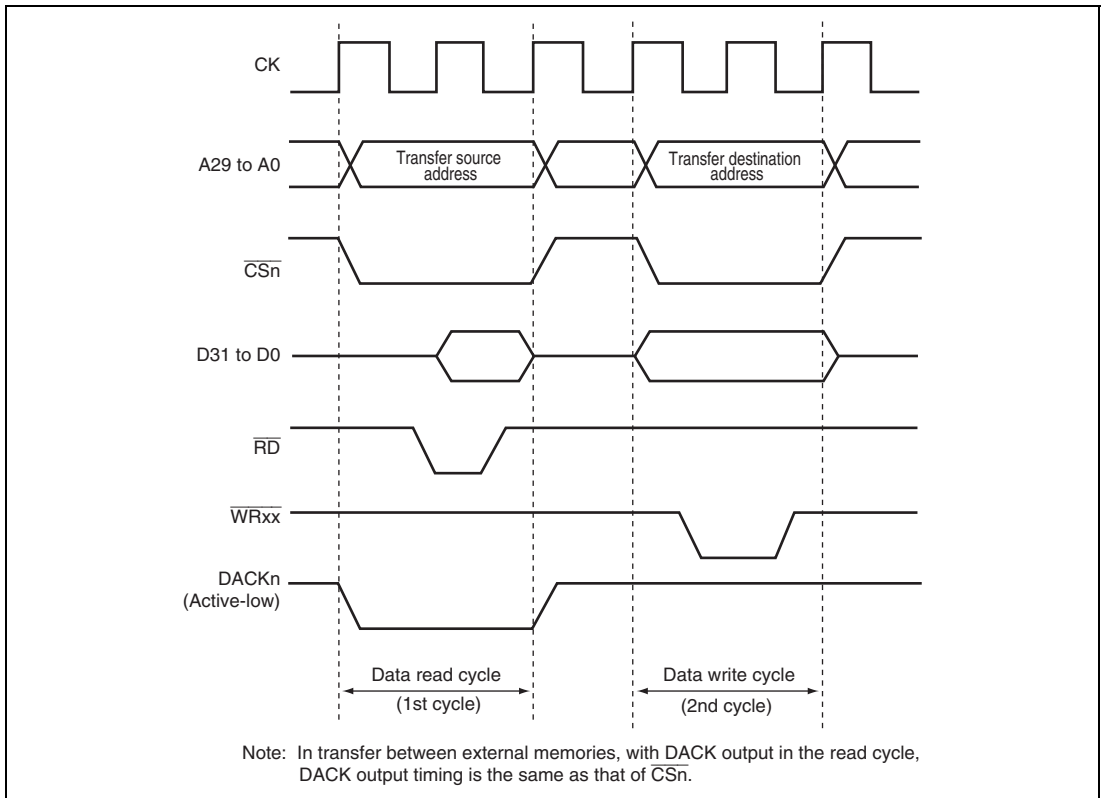 CK
A29 to A0
Transfer source
address
Transfer destination
address
CSn
D31 to D0
RD
WRxx
DACKn
(Active-low)
Data read cycle
(1st cycle)
Data write cycle
(2nd cycle)
Note: In transfer between external memories, with DACK output in the read cycle,
DACK output timing is the same as that of CSn.